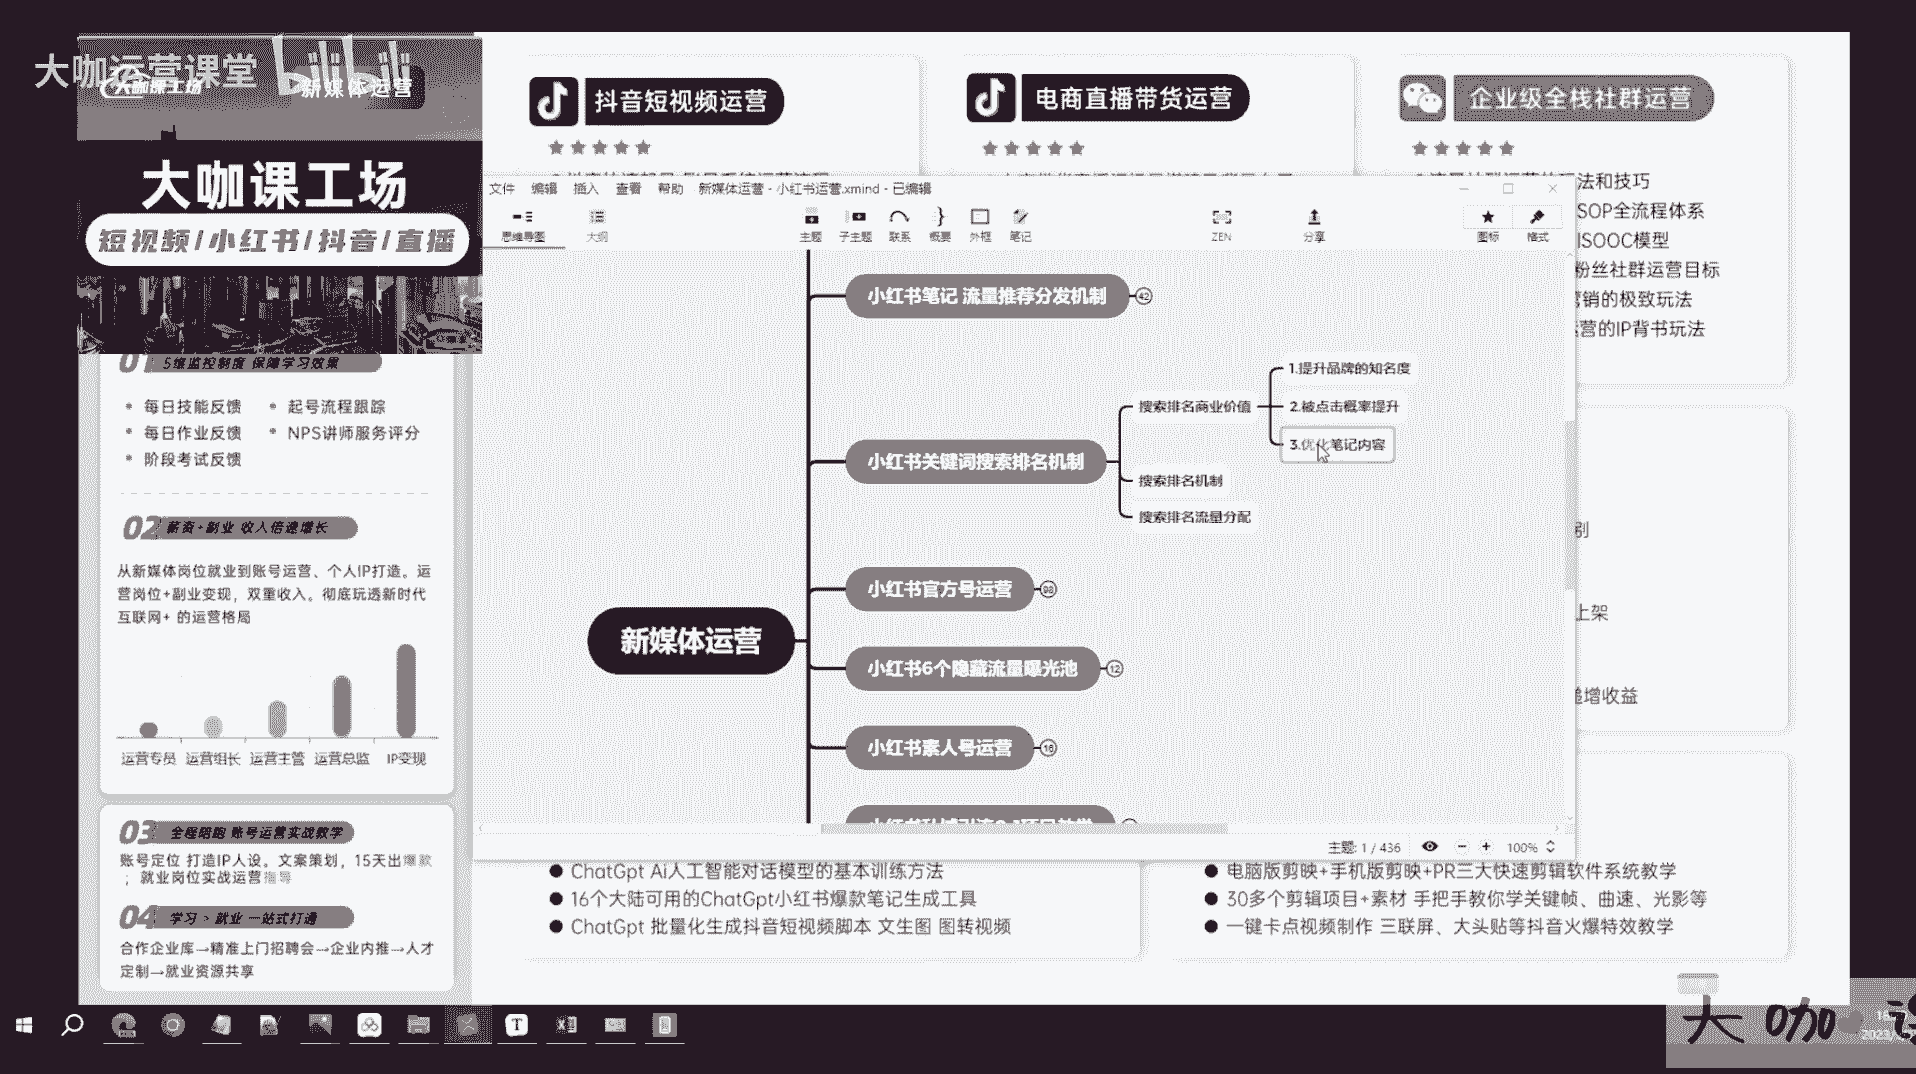 大咖运营课堂
大咖课工场
新媒体运营
大咖课工场
短视频/小红书/抖音/直播
01 5维监控制度 保障学习效果
每日技能反馈
起号流程跟踪
每日作业反馈
NPS讲师服务评分
阶段考试反馈
02 薪资+副业 收入倍速增长
从新媒体岗位就业到账号运营、个人IP打造。运
营岗位+副业变现，双重收入。彻底玩透新时代
互联网+ 的运营格局
运营专员 运营组长 运营主管 运营总监 IP变现
03 全程陪跑 账号运营实战教学
账号定位 打造IP人设。文案策划，15天出爆款
；就业岗位实战运营指导
04 学习 > 就业 一站式打通
合作企业库→精准上门招聘会→企业内推→人才
定制→就业资源共享
抖音短视频运营
电商直播带货运营
企业级全栈社群运营
文件 编辑 插入 查看 帮助 新媒体运营 - 小红书运营.xmind - 已编辑
思维导图 大纲 主题 子主题 联系 概要 外框 笔记 ZEN 分享 图标 格式
小红书笔记 流量推荐分发机制 42
小红书关键词搜索排名机制
搜索排名商业价值
1.提升品牌的知名度
2.被点击概率提升
3.优化笔记内容
搜索排名机制
搜索排名流量分配
新媒体运营
小红书官方号运营 98
小红书6个隐藏流量曝光池 12
小红书素人号运营 16
主题: 1 / 436 100%
法和技巧
SOP全流程体系
ISOOC模型
粉丝社群运营目标
营销的极致玩法
运营的IP背书玩法
别
上架
递增收益
ChatGpt Ai人工智能对话模型的基本训练方法
16个大陆可用的ChatGpt小红书爆款笔记生成工具
ChatGpt 批量化生成抖音短视频脚本 文生图 图转视频
电脑版剪映+手机版剪映+PR三大快速剪辑软件系统教学
30多个剪辑项目+素材 手把手教你学关键帧、曲速、光影等
一键卡点视频制作 三联屏、大头贴等抖音火爆特效教学
大咖